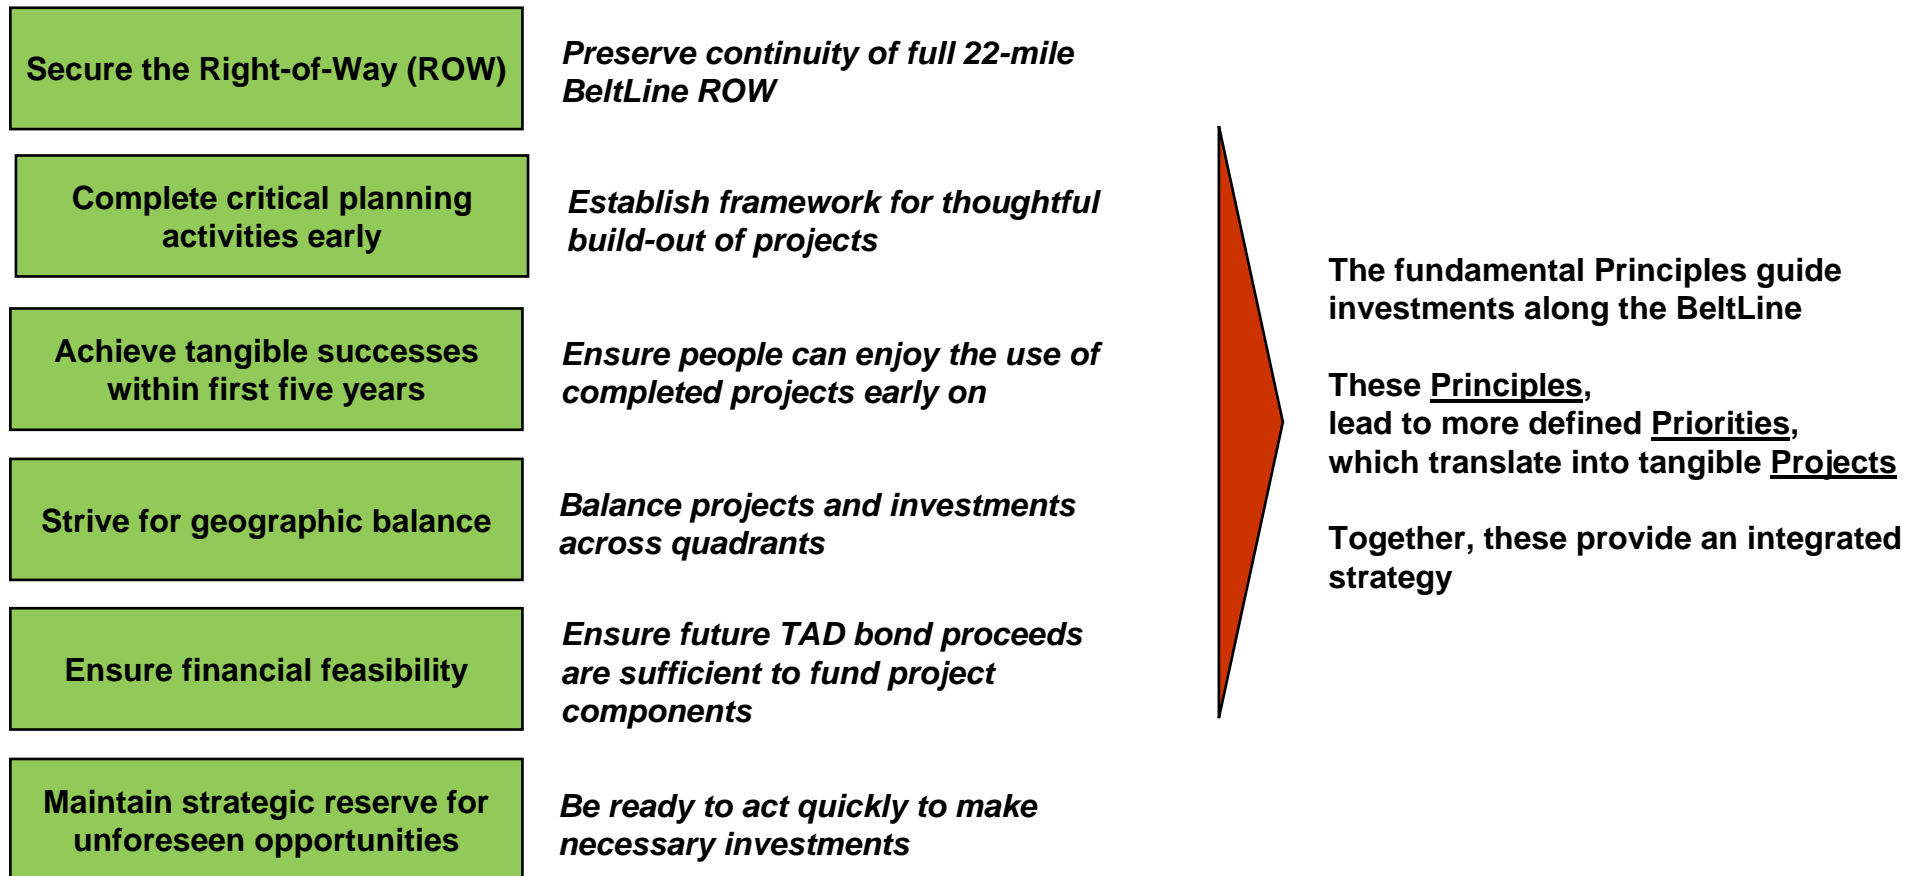 Secure the Right-of-Way (ROW)
Preserve continuity of full 22-mile
BeltLine ROW
Complete critical planning
activities early
Establish framework for thoughtful
build-out of projects
Achieve tangible successes
within first five years
Ensure people can enjoy the use of
completed projects early on
Strive for geographic balance
Balance projects and investments
across quadrants
Ensure financial feasibility
Ensure future TAD bond proceeds
are sufficient to fund project
components
Maintain strategic reserve for
unforeseen opportunities
Be ready to act quickly to make
necessary investments
The fundamental Principles guide
investments along the BeltLine
These Principles,
lead to more defined Priorities,
which translate into tangible Projects
Together, these provide an integrated
strategy